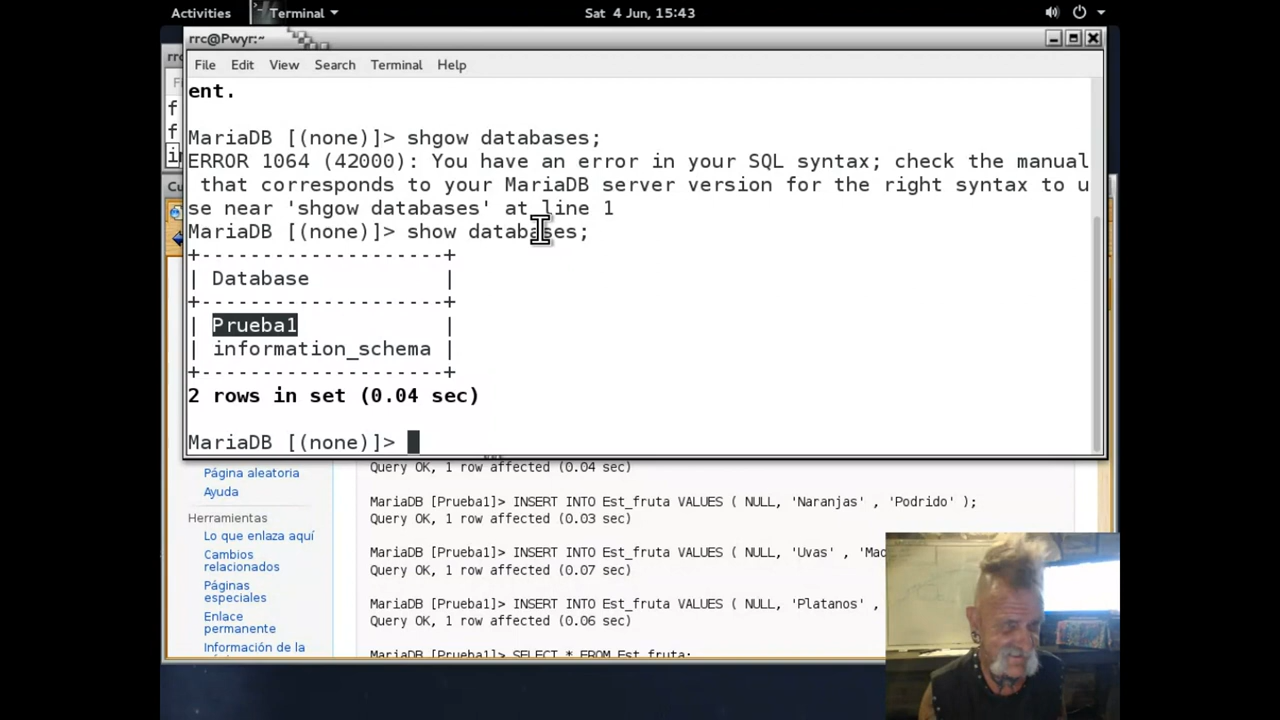 Activities
Terminal
Sat 4 Jun, 15:43
rrc@Pwyr:~
File Edit View Search Terminal Help
ent.
MariaDB [(none)]> shgow databases;
ERROR 1064 (42000): You have an error in your SQL syntax; check the manual
that corresponds to your MariaDB server version for the right syntax to u
se near 'shgow databases' at line 1
MariaDB [(none)]> show databases;
+--------------------+
| Database |
+--------------------+
| Prueba1 |
| information_schema |
+--------------------+
2 rows in set (0.04 sec)
MariaDB [(none)]>
Página aleatoria
Ayuda
Herramientas
Lo que enlaza aquí
Cambios
relacionados
Páginas
especiales
Enlace
permanente
Información de la
Query OK, 1 row affected (0.04 sec)
MariaDB [Prueba1]> INSERT INTO Est_fruta VALUES ( NULL, 'Naranjas' , 'Podrido' );
Query OK, 1 row affected (0.03 sec)
MariaDB [Prueba1]> INSERT INTO Est_fruta VALUES ( NULL, 'Uvas' , 'Mad
Query OK, 1 row affected (0.07 sec)
MariaDB [Prueba1]> INSERT INTO Est_fruta VALUES ( NULL, 'Platanos' ,
Query OK, 1 row affected (0.06 sec)
MariaDB [Prueba1]> SELECT * FROM Est_fruta;